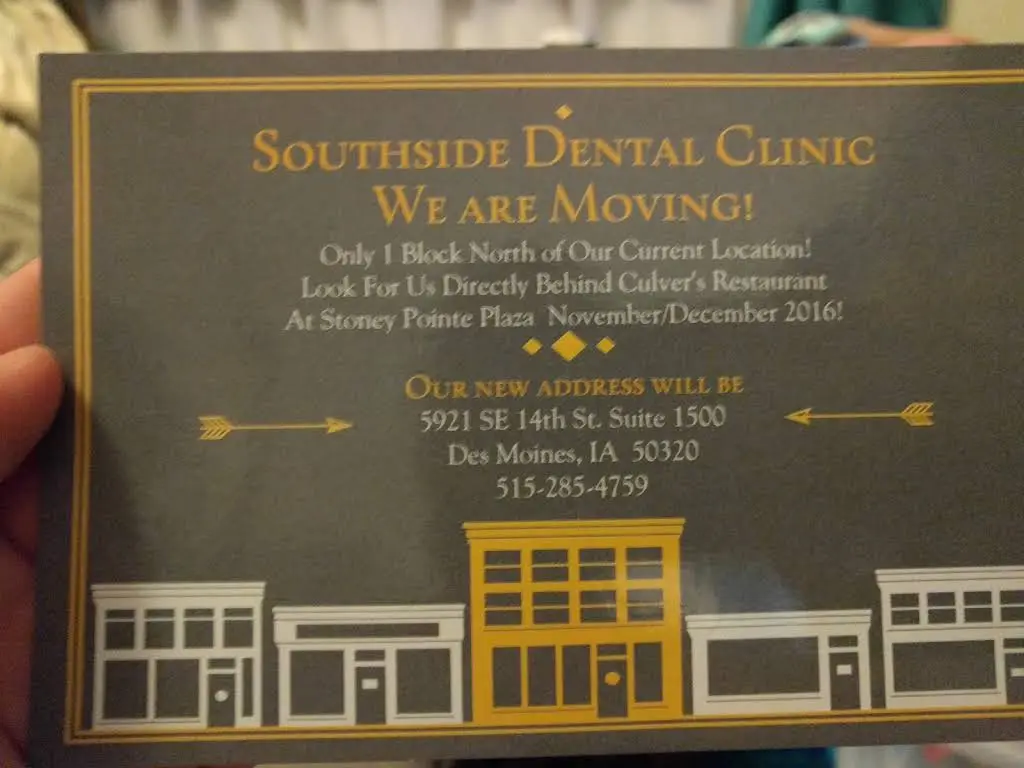 SOUTHSIDE DENTAL CLINIC
WE ARE MOVING!
Only 1 Block North of Our Current Location!
Look For Us Directly Behind Culver's Restaurant
At Stoney Pointe Plaza November/December 2016!
OUR NEW ADDRESS WILL BE
5921 SE 14th St. Suite 1500
Des Moines, IA 50320
515-285-4759